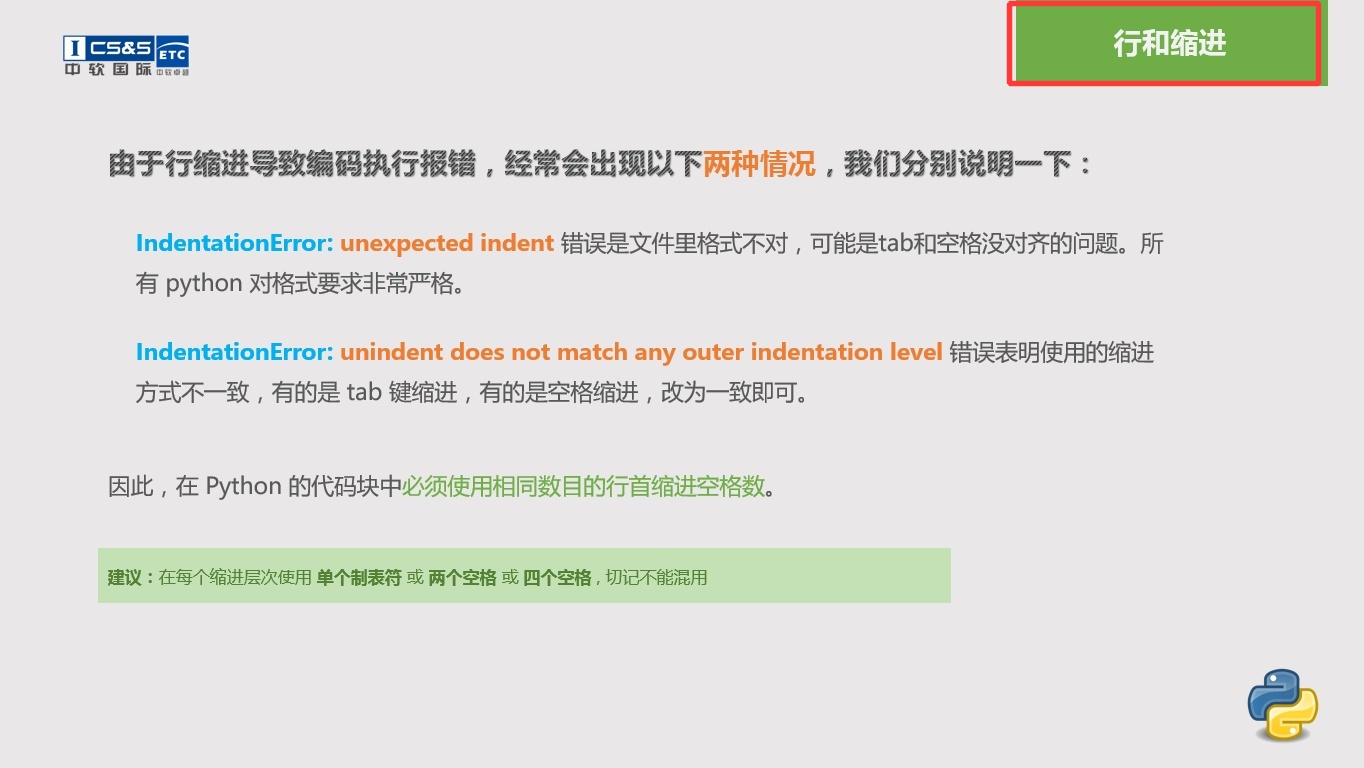 行和缩进
I CS&S ETC
中软国际 中软卓越
由于行缩进导致编码执行报错，经常会出现以下两种情况，我们分别说明一下：
IndentationError: unexpected indent 错误是文件里格式不对，可能是tab和空格没对齐的问题。所
有 python 对格式要求非常严格。
IndentationError: unindent does not match any outer indentation level 错误表明使用的缩进
方式不一致，有的是 tab 键缩进，有的是空格缩进，改为一致即可。
因此，在 Python 的代码块中必须使用相同数目的行首缩进空格数。
建议：在每个缩进层次使用 单个制表符 或 两个空格 或 四个空格 , 切记不能混用